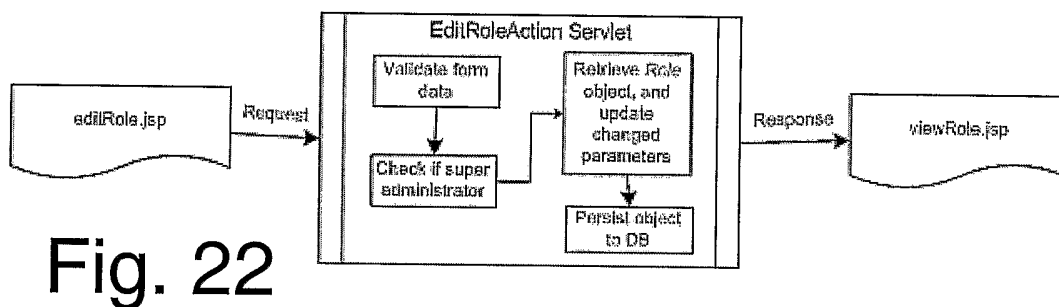 EditRoleAction Servlet
editRole.jsp
Request
Validate form
data
Check if super
administrator
Retrieve Role
object, and
update
changed
parameters
Persist object
to DB
Response
viewRole.jsp
Fig. 22